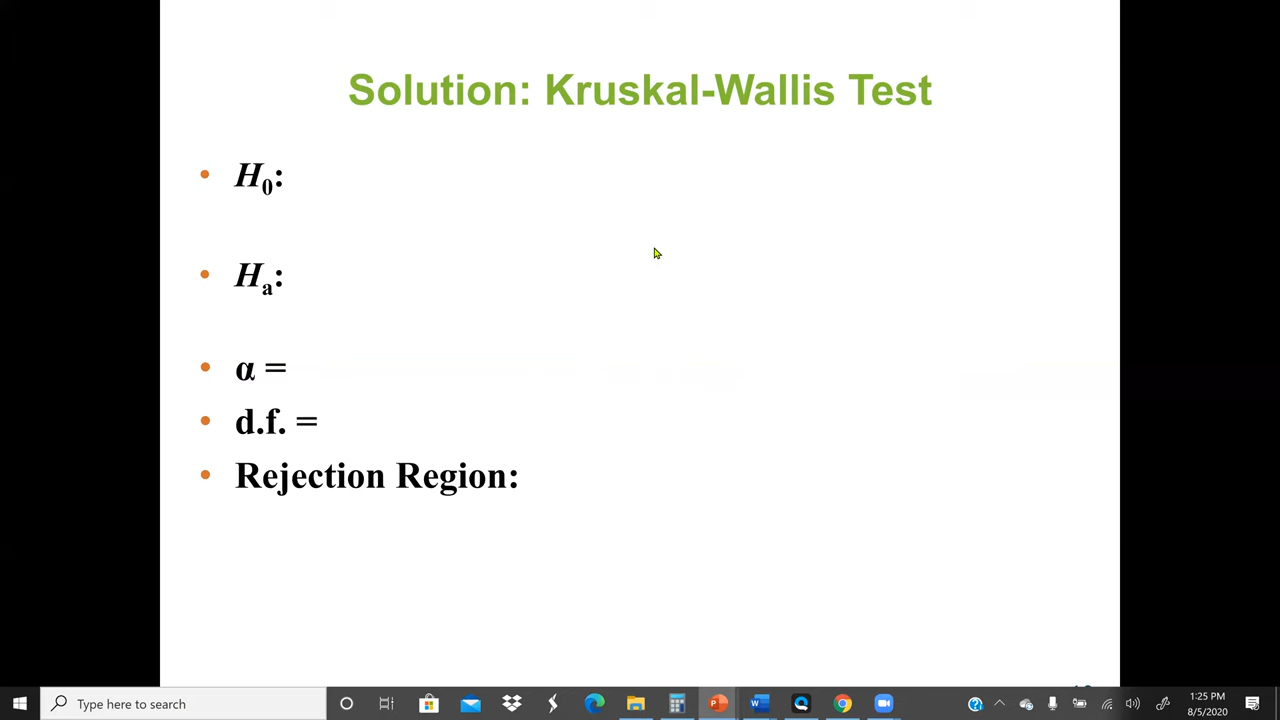 Solution: Kruskal-Wallis Test
• H0:
• Ha:
• α =
• d.f. =
• Rejection Region:
Type here to search
1:25 PM
8/5/2020